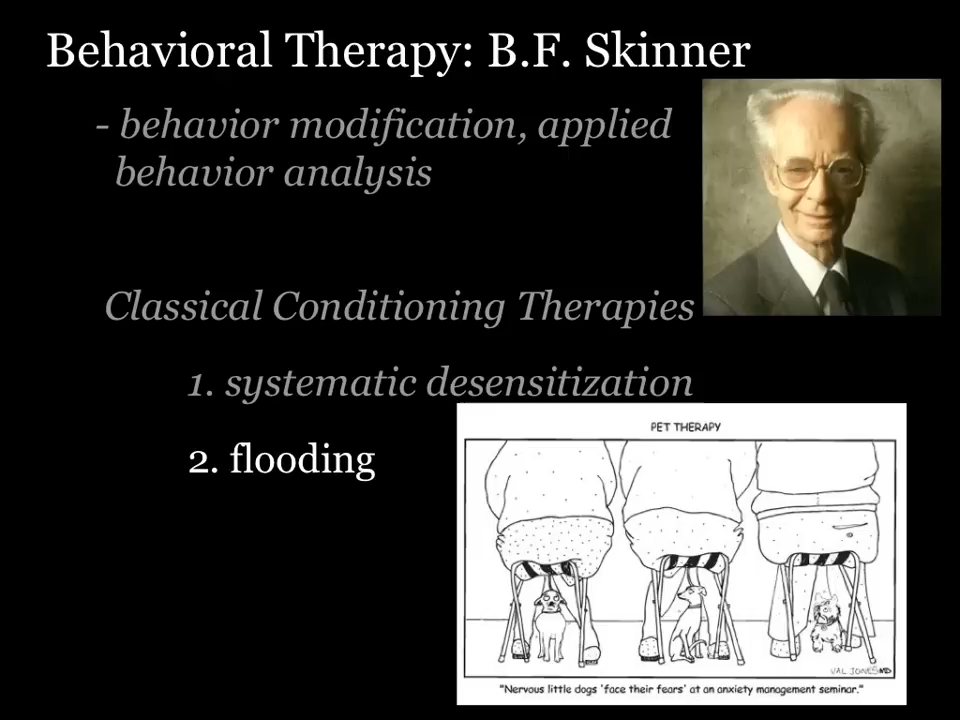 Behavioral Therapy: B.F. Skinner
- behavior modification, applied
behavior analysis
Classical Conditioning Therapies
1. systematic desensitization
2. flooding
PET THERAPY
VAL JONES MD
"Nervous little dogs 'face their fears' at an anxiety management seminar."